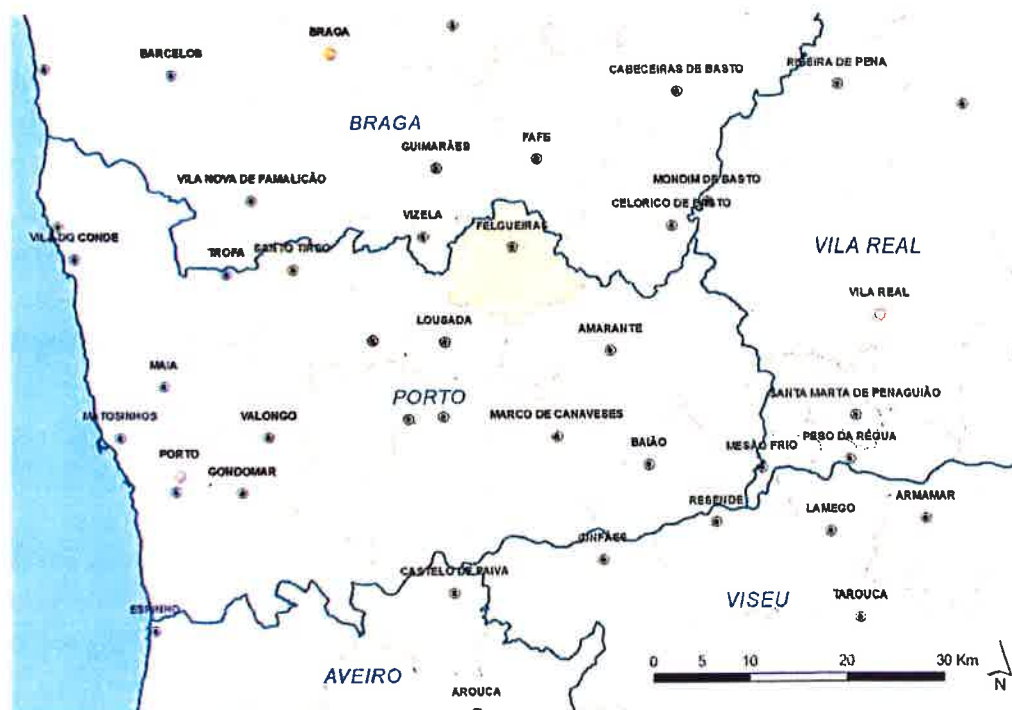 BRAGA
BARCELOS
CABECEIRAS DE BASTO
RIBEIRA DE PENA
BRAGA
FAFE
GUIMARÃES
VILA NOVA DE FAMALICÃO
MONDIM DE BASTO
CELORICO DE BASTO
VIZELA
FELGUEIRAS
VILA DO CONDE
TROFA
SANTO TIRSO
VILA REAL
VILA REAL
LOUSADA
AMARANTE
MAIA
PORTO
SANTA MARTA DE PENAGUIÃO
MATOSINHOS
VALONGO
MARCO DE CANAVESES
BAIÃO
MESÃO FRIO
PESO DA RÉGUA
PORTO
GONDOMAR
RESENDE
LAMEGO
ARMAMAR
CINFÃES
CASTELO DE PAIVA
VISEU
TAROUCA
ESPINHO
AVEIRO
AROUCA
0 5 10 20 30 Km
N